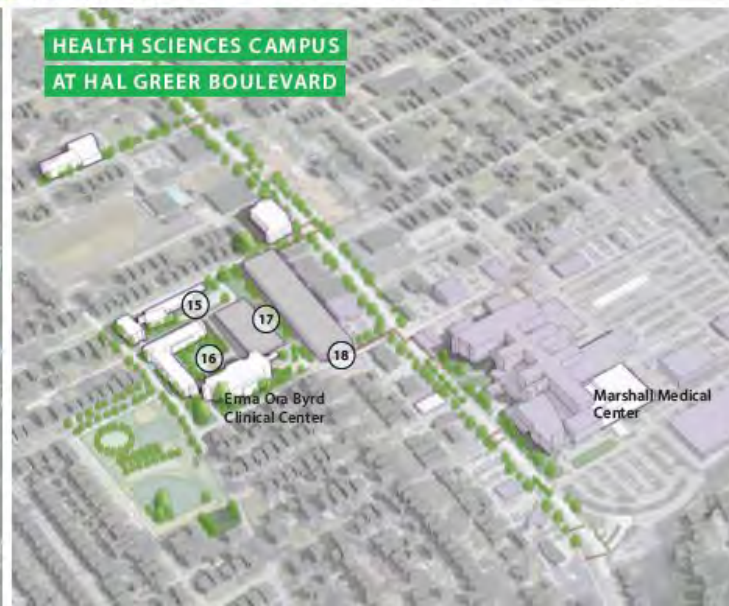 HEALTH SCIENCES CAMPUS
AT HAL GREER BOULEVARD
15
17
16
18
Erma Ora Byrd
Clinical Center
Marshall Medical
Center